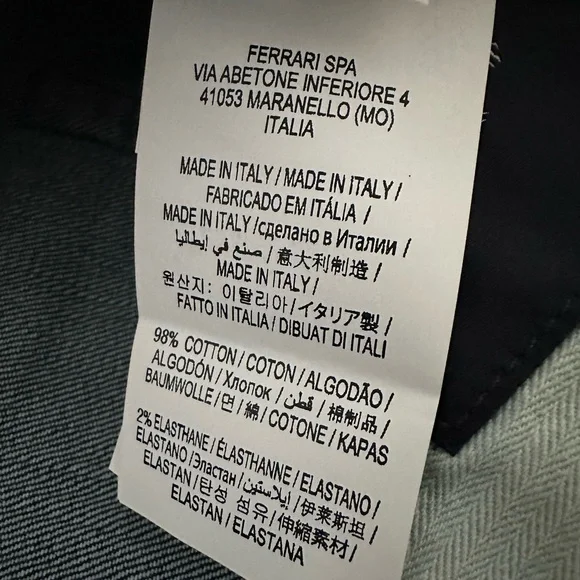 FERRARI SPA
VIA ABETONE INFERIORE 4
41053 MARANELLO (MO)
ITALIA
MADE IN ITALY / MADE IN ITALY /
FABRICADO EM ITÁLIA /
MADE IN ITALY /сделано в Италии /
صنع في إيطاليا /意大利制造 /
MADE IN ITALY /
원산지: 이탈리아/イタリア製 /
FATTO IN ITALIA / DIBUAT DI ITALI
98% COTTON / COTON / ALGODÃO /
ALGODÓN / Хлопок / قطن / 棉制品 /
BAUMWOLLE / 면 / 綿 / COTONE / KAPAS
2% ELASTHANE / ÉLASTHANNE / ELASTANO /
ELASTANO /Эластан / إيلاستين /伊莱斯坦 /
ELASTAN /탄성 섬유 /伸縮素材/
ELASTAN / ELASTANA